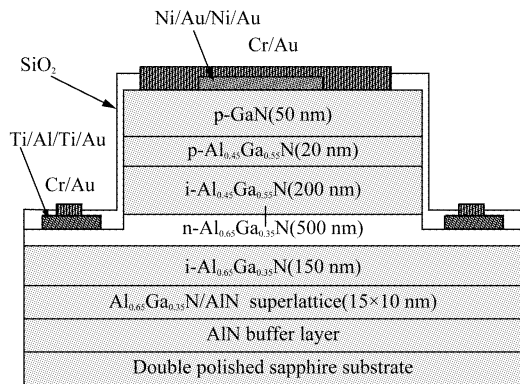 Ni/Au/Ni/Au
Cr/Au
SiO₂
p-GaN(50 nm)
Ti/Al/Ti/Au
p-Al₀.₄₅Ga₀.₅₅N(20 nm)
Cr/Au
i-Al₀.₄₅Ga₀.₅₅N(200 nm)
n-Al₀.₆₅Ga₀.₃₅N(500 nm)
i-Al₀.₆₅Ga₀.₃₅N(150 nm)
Al₀.₆₅Ga₀.₃₅N/AlN superlattice(15×10 nm)
AlN buffer layer
Double polished sapphire substrate